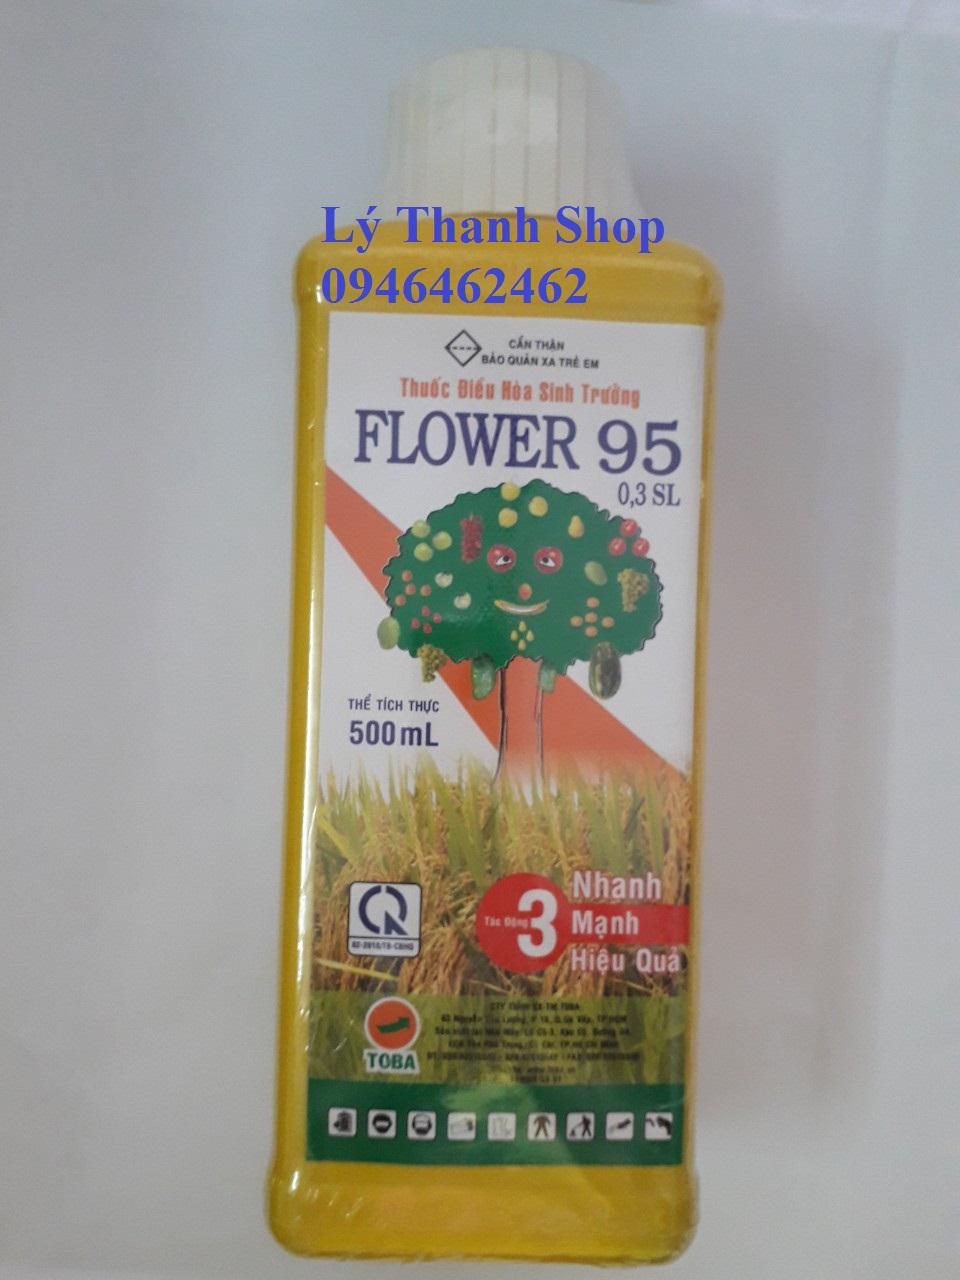 Lý Thanh Shop
0946462462
CẨN THẬN
BẢO QUẢN XA TRẺ EM
Thuốc Điều Hòa Sinh Trưởng
FLOWER 95
0,3 SL
THỂ TÍCH THỰC
500 mL
Nhanh
Tác Động 3 Mạnh
Hiệu Quả
TOBA